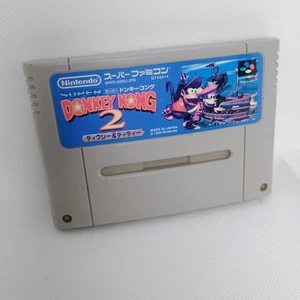 Nintendo スーパーファミコン
SUPER スーパードンキーコング
DONKEY KONG
2
ディクシー&ディディー
MADE IN JAPAN